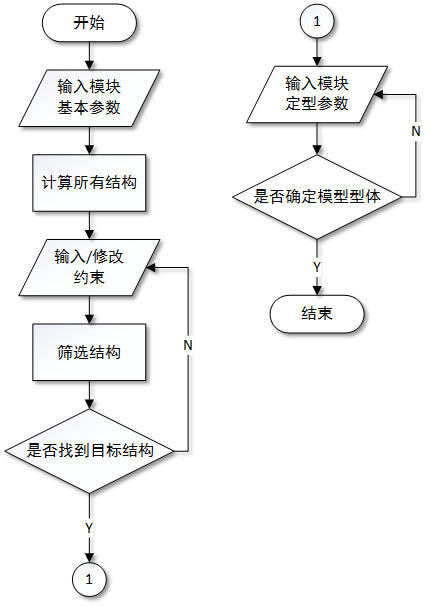 开始
输入模块
基本参数
计算所有结构
输入/修改
约束
筛选结构
N
是否找到目标结构
Y
1
1
输入模块
定型参数
N
是否确定模型型体
Y
结束